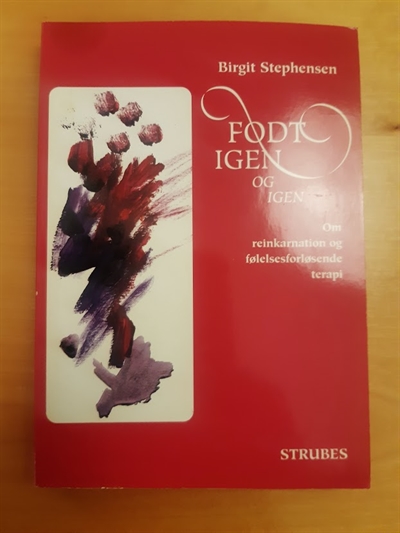 Birgit Stephensen
FØDT
IGEN
OG
IGEN
Om
reinkarnation og
følelsesforløsende
terapi
STRUBES